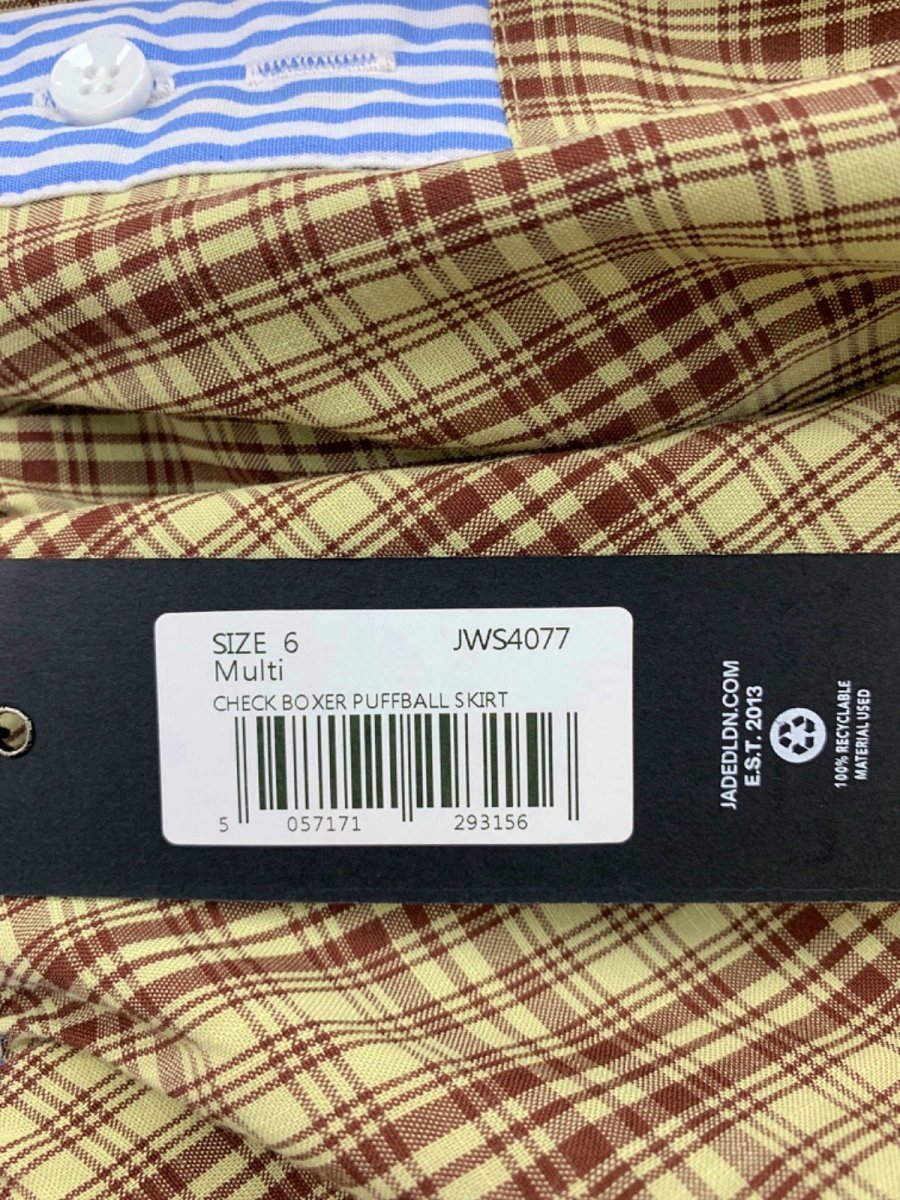 SIZE 6
JWS4077
Multi
CHECK BOXER PUFFBALL SKIRT
5 057171 293156
JADEDLDN.COM
E.S.T. 2013
100% RECYCLABLE
MATERIAL USED